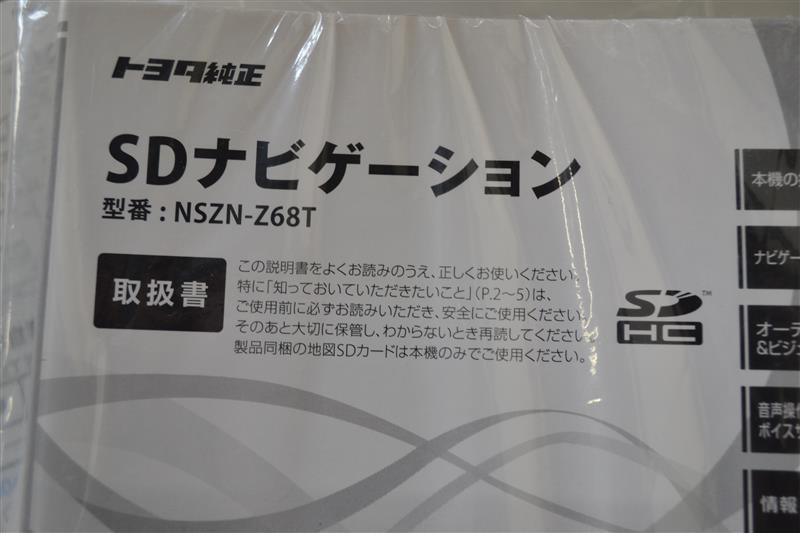 トヨタ純正
SDナビゲーション
型番：NSZN-Z68T
取扱書
この説明書をよくお読みのうえ、正しくお使いください。
特に「知っておいていただきたいこと」(P.2〜5)は、
ご使用前に必ずお読みいただき、安全にご使用ください。
そのあと大切に保管し、わからないとき再読してください。
製品同梱の地図SDカードは本機のみでご使用ください。
SD
HC
TM
本機の
ナビゲー
オーデ
&ビジ
音声操
ボイス
情報